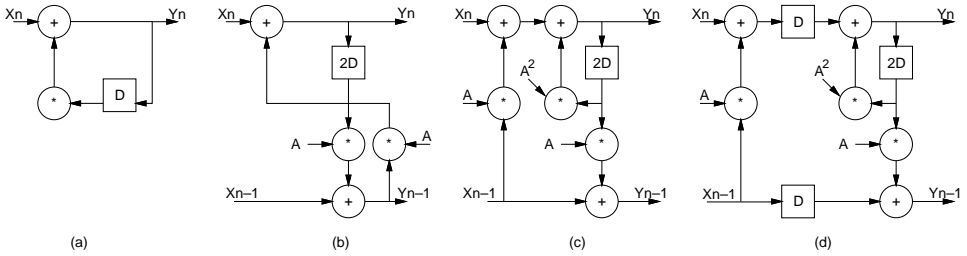 Xn + Yn
* D
(a)
Xn + Yn
2D
A * * A
Xn−1 + Yn−1
(b)
Xn + + Yn
2D
A2
A * *
A *
Xn−1 + Yn−1
(c)
Xn + D + Yn
2D
A2
A * *
A *
Xn−1 D + Yn−1
(d)